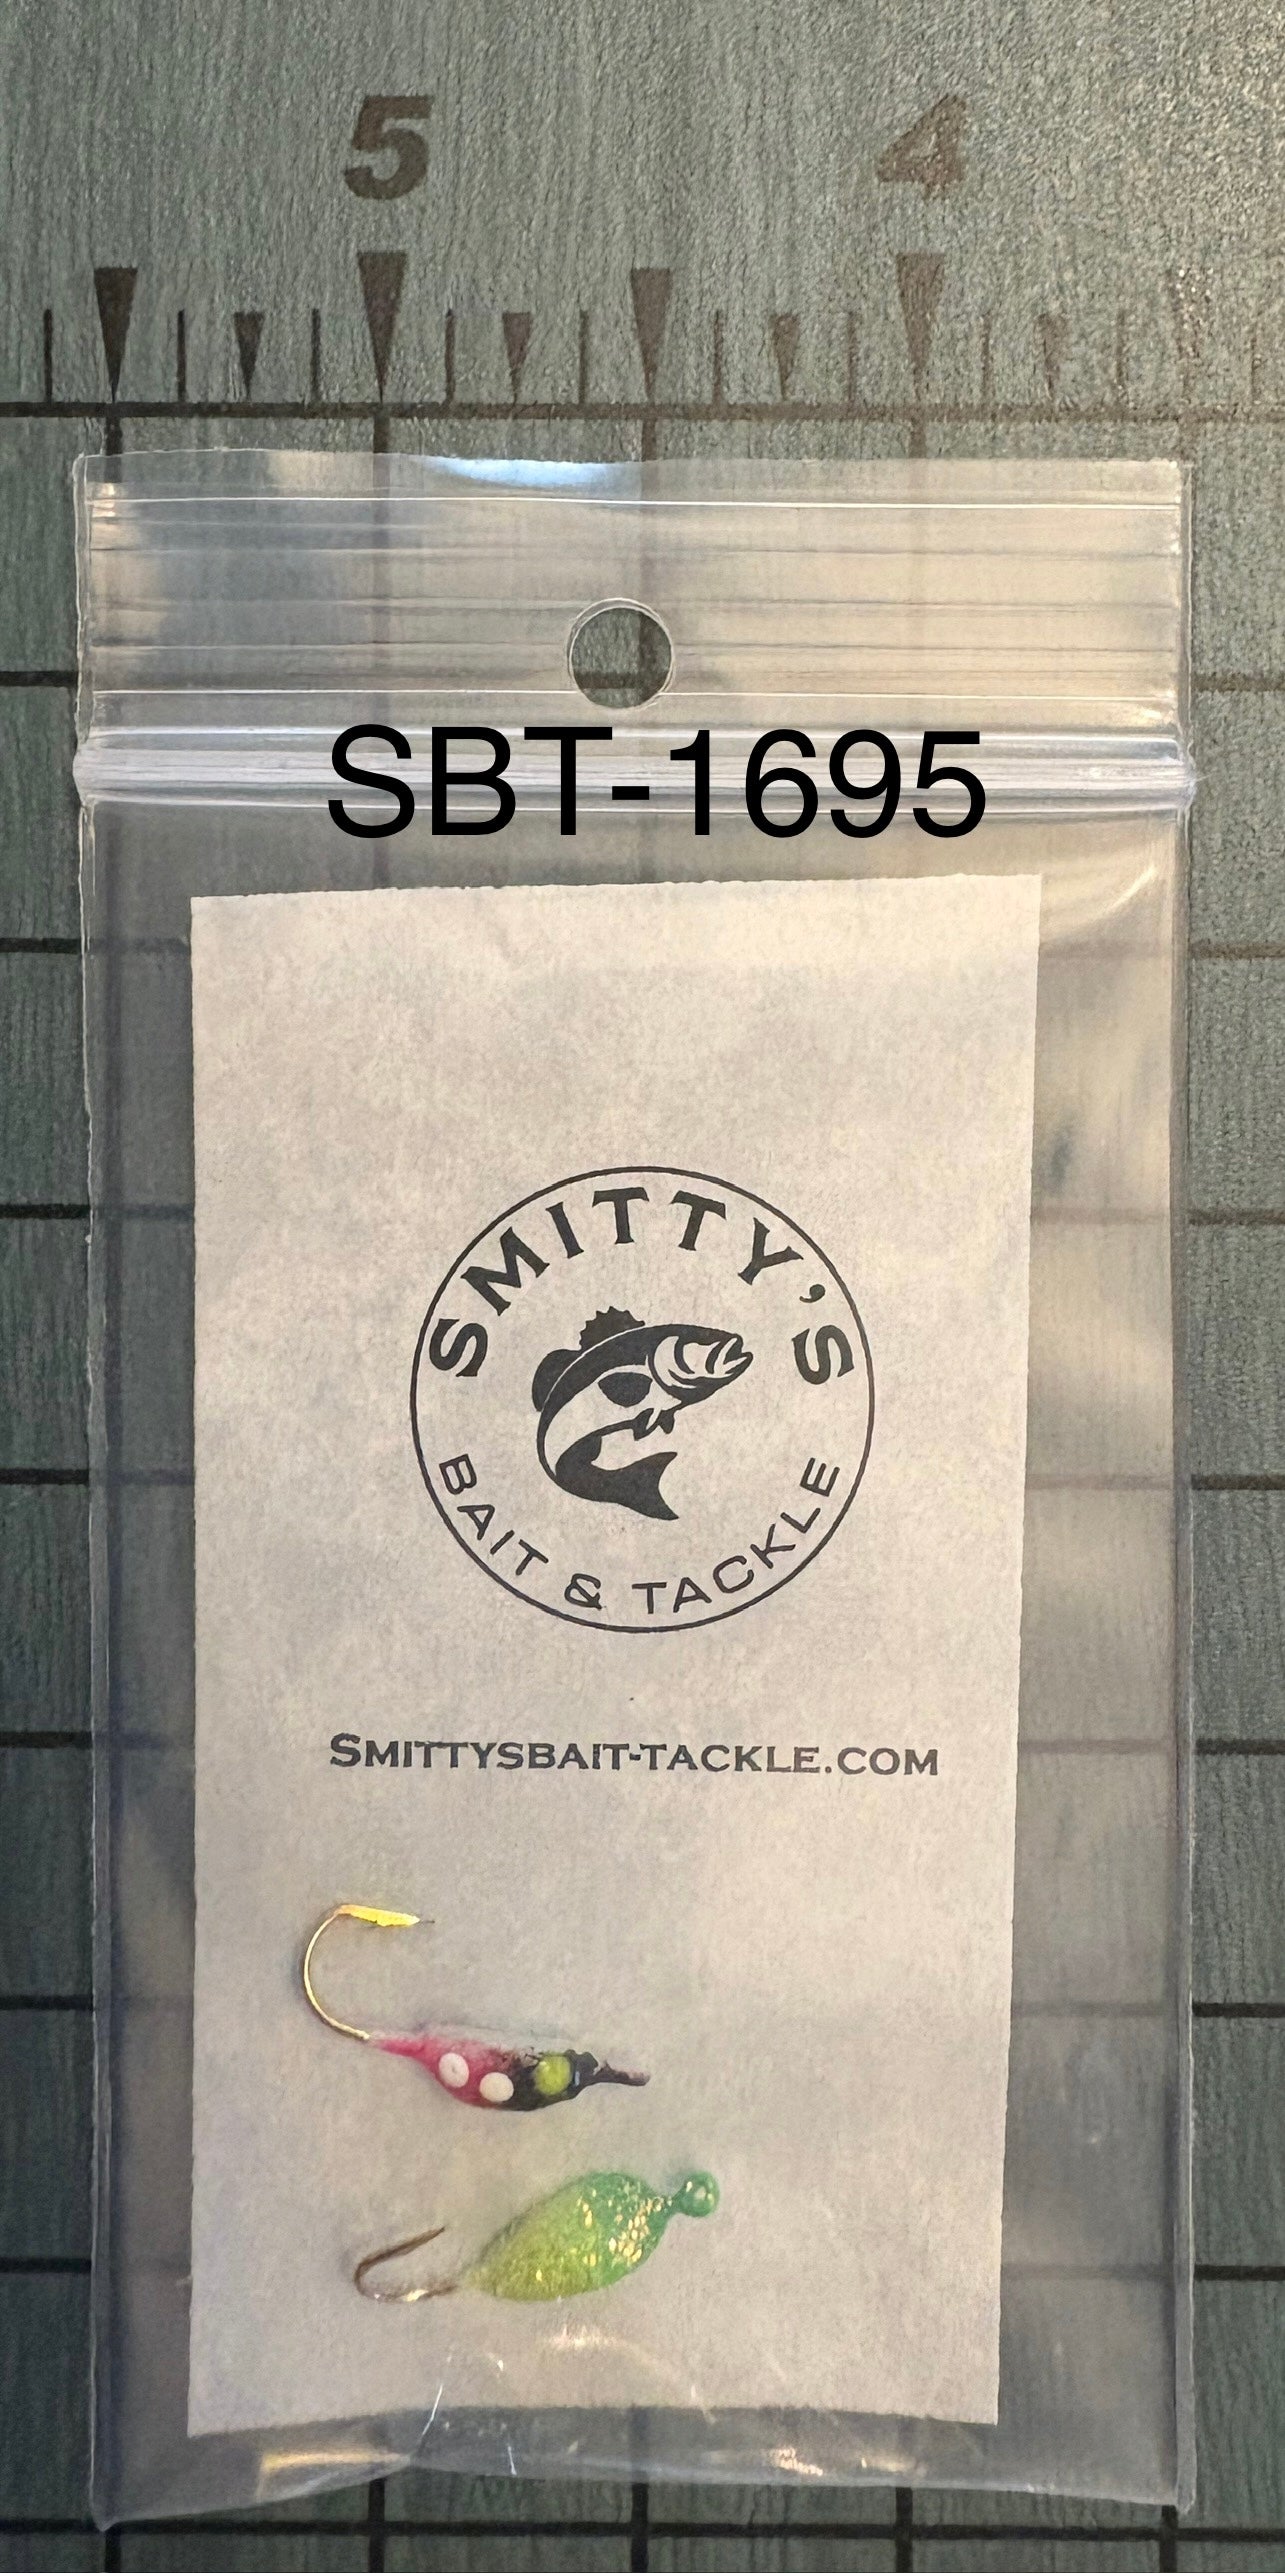 5 4
SBT-1695
SMITTY'S
BAIT & TACKLE
SMITTYSBAIT-TACKLE.COM